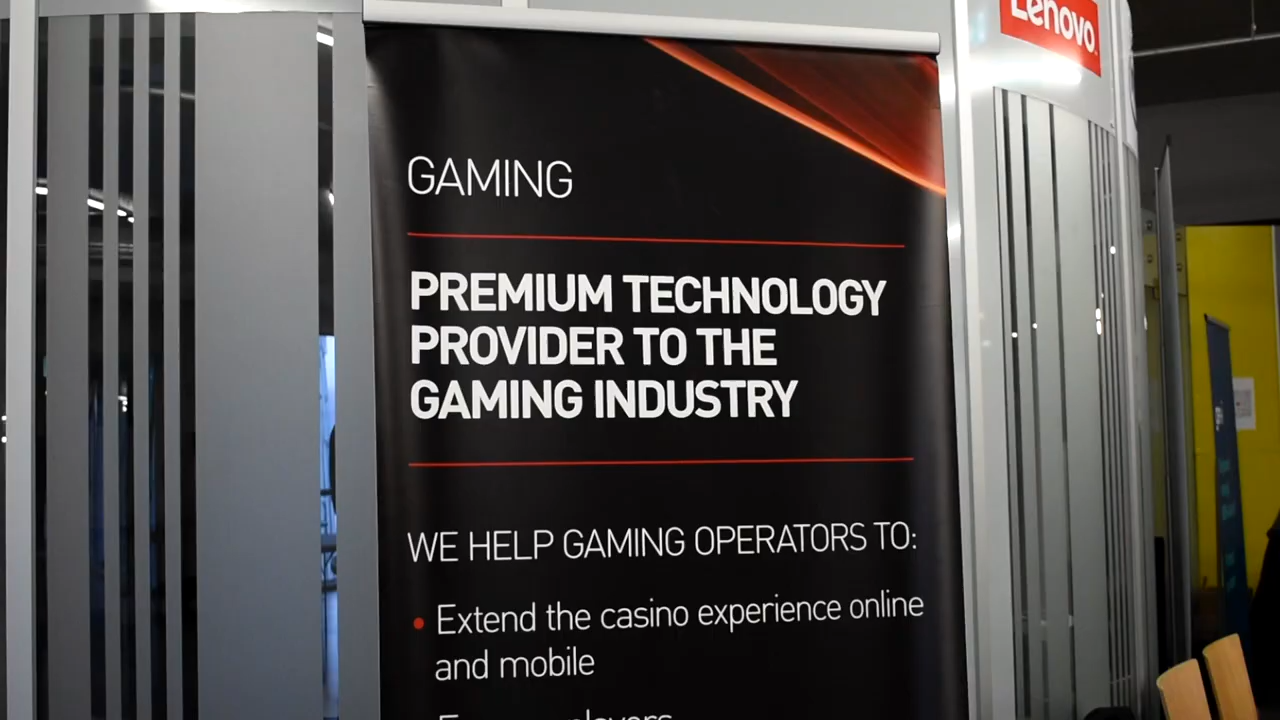 Lenovo.
GAMING
PREMIUM TECHNOLOGY
PROVIDER TO THE
GAMING INDUSTRY
WE HELP GAMING OPERATORS TO:
• Extend the casino experience online
and mobile